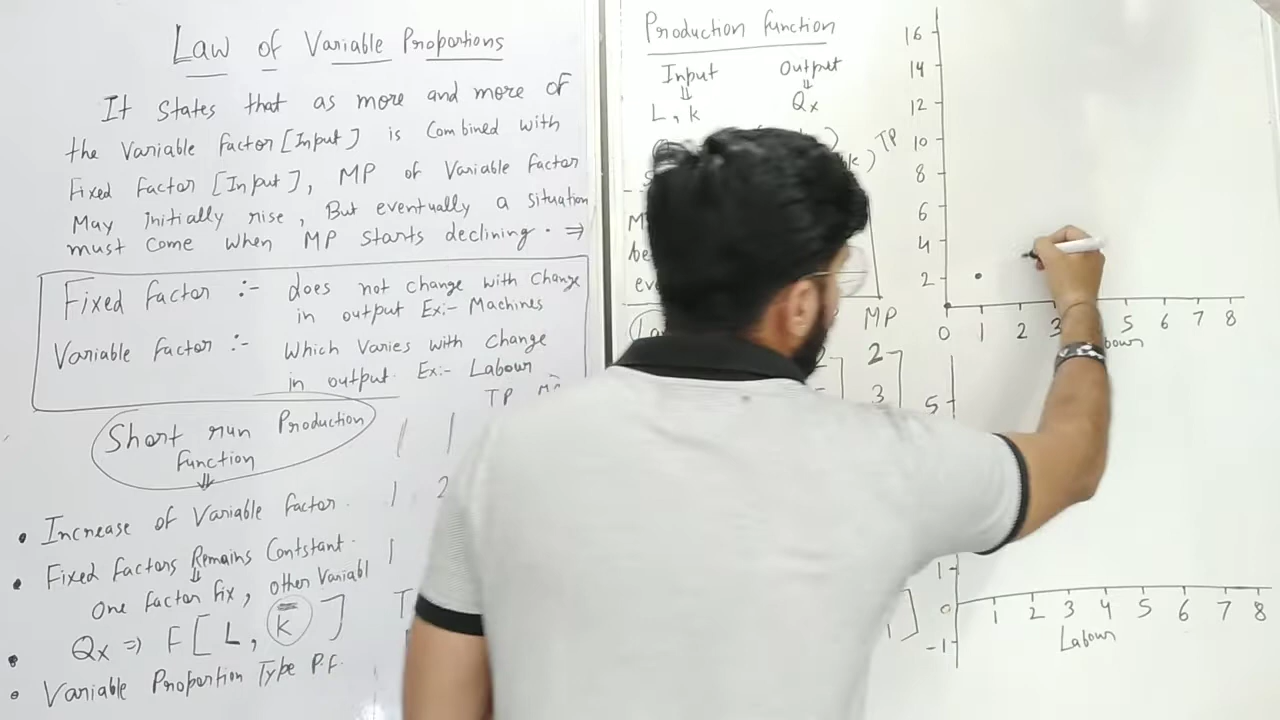 Law of Variable Proportions
It states that as more and more of
the Variable factor [Input] is Combined with
Fixed Factor [Input], MP of Variable factor
May initially rise, But eventually a situation
must come when MP starts declining. ⇒
Fixed factor :- does not change with change
in output Ex:- Machines
Variable factor :- Which Varies with change
in output. Ex:- Labour
TP
Short run Production
function
⇓
| |
• Increase of Variable factor. | 2
• Fixed factors Remains Contstant. |
⇓
One factor fix, other Variabl
• Qx ⇒ F[L, k̅]
• Variable Proportion Type P.F.
Production function
Input Output
⇓ ⇓
L, k Qx
MP
2
3
TP
16
14
12
10
8
6
4
2
0 1 2 3 5 6 7 8
5
1
0
-1
1 2 3 4 5 6 7 8
Labour